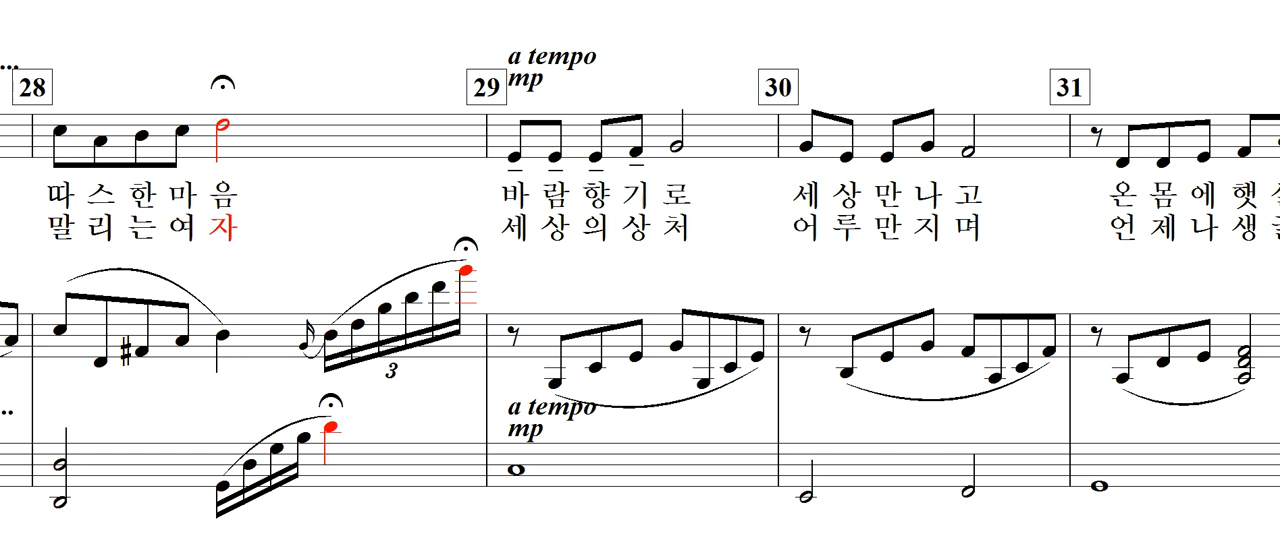 ...
a tempo
28 29 mp 30 31
따 스 한 마 음 바 람 향 기 로 세 상 만 나 고 온 몸 에 햇
말 리 는 여 자 세 상 의 상 처 어 루 만 지 며 언 제 나 생
3
..
a tempo
mp